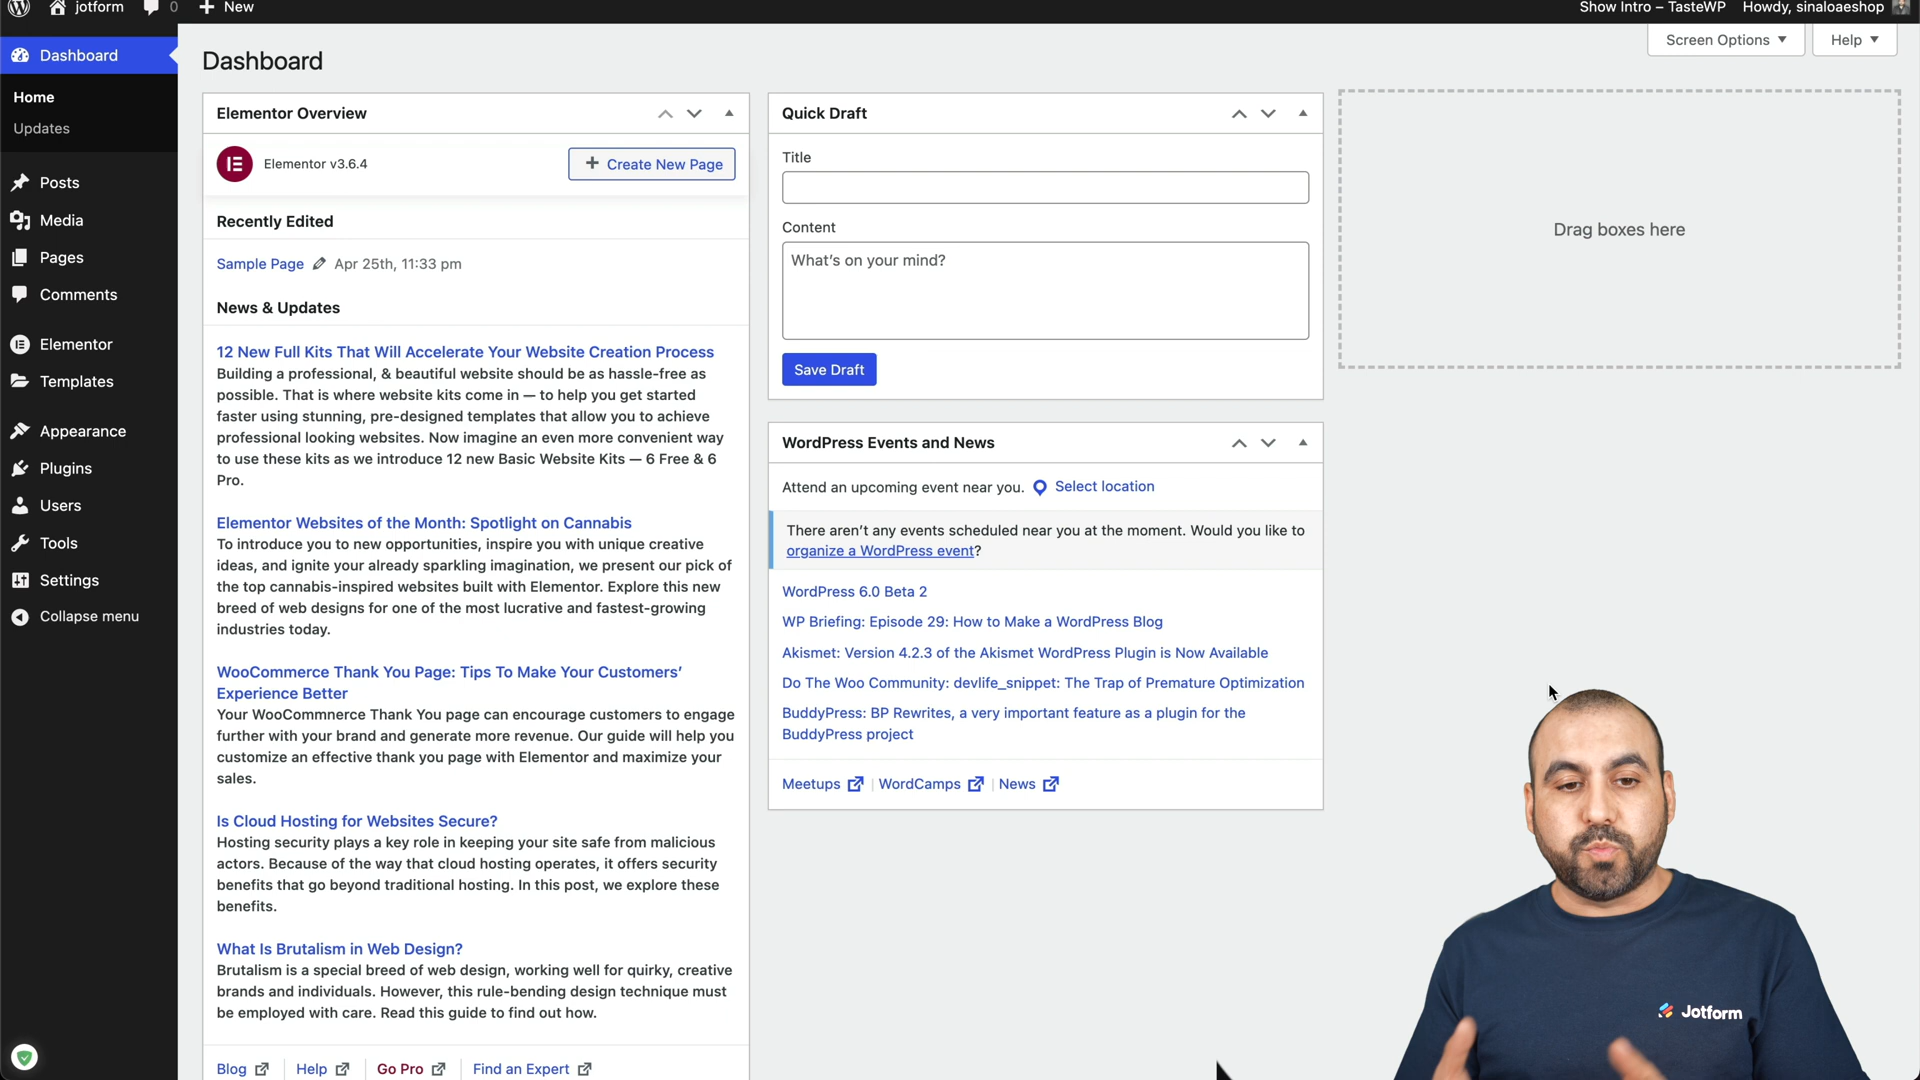 jotform
0
New
Show Intro – TasteWP
Howdy, sinaloaeshop
Dashboard
Home
Updates
Posts
Media
Pages
Comments
Elementor
Templates
Appearance
Plugins
Users
Tools
Settings
Collapse menu
Dashboard
Screen Options
Help
Elementor Overview
Elementor v3.6.4
Create New Page
Recently Edited
Sample Page Apr 25th, 11:33 pm
News & Updates
12 New Full Kits That Will Accelerate Your Website Creation Process
Building a professional, & beautiful website should be as hassle-free as
possible. That is where website kits come in — to help you get started
faster using stunning, pre-designed templates that allow you to achieve
professional looking websites. Now imagine an even more convenient way
to use these kits as we introduce 12 new Basic Website Kits — 6 Free & 6
Pro.
Elementor Websites of the Month: Spotlight on Cannabis
To introduce you to new opportunities, inspire you with unique creative
ideas, and ignite your already sparkling imagination, we present our pick of
the top cannabis-inspired websites built with Elementor. Explore this new
breed of web designs for one of the most lucrative and fastest-growing
industries today.
WooCommerce Thank You Page: Tips To Make Your Customers'
Experience Better
Your WooCommnerce Thank You page can encourage customers to engage
further with your brand and generate more revenue. Our guide will help you
customize an effective thank you page with Elementor and maximize your
sales.
Is Cloud Hosting for Websites Secure?
Hosting security plays a key role in keeping your site safe from malicious
actors. Because of the way that cloud hosting operates, it offers security
benefits that go beyond traditional hosting. In this post, we explore these
benefits.
What Is Brutalism in Web Design?
Brutalism is a special breed of web design, working well for quirky, creative
brands and individuals. However, this rule-bending design technique must
be employed with care. Read this guide to find out how.
Blog
Help
Go Pro
Find an Expert
Quick Draft
Title
Content
What's on your mind?
Save Draft
WordPress Events and News
Attend an upcoming event near you. Select location
There aren't any events scheduled near you at the moment. Would you like to
organize a WordPress event?
WordPress 6.0 Beta 2
WP Briefing: Episode 29: How to Make a WordPress Blog
Akismet: Version 4.2.3 of the Akismet WordPress Plugin is Now Available
Do The Woo Community: devlife_snippet: The Trap of Premature Optimization
BuddyPress: BP Rewrites, a very important feature as a plugin for the
BuddyPress project
Meetups
WordCamps
News
Drag boxes here
Jotform